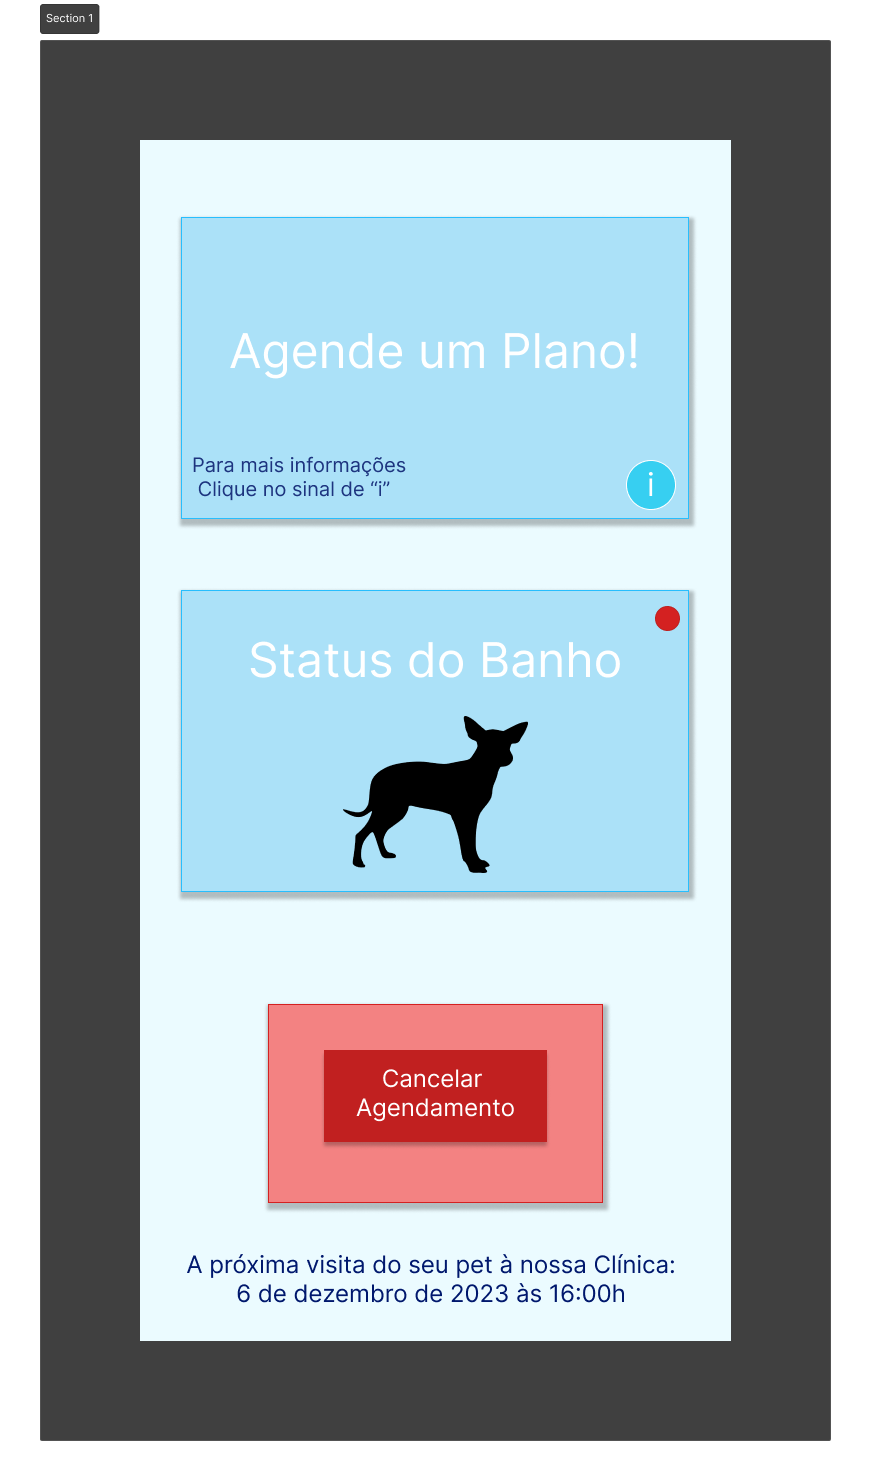 Section 1
Agende um Plano!
Para mais informações
Clique no sinal de “i”
i
Status do Banho
Cancelar
Agendamento
A próxima visita do seu pet à nossa Clínica:
6 de dezembro de 2023 às 16:00h